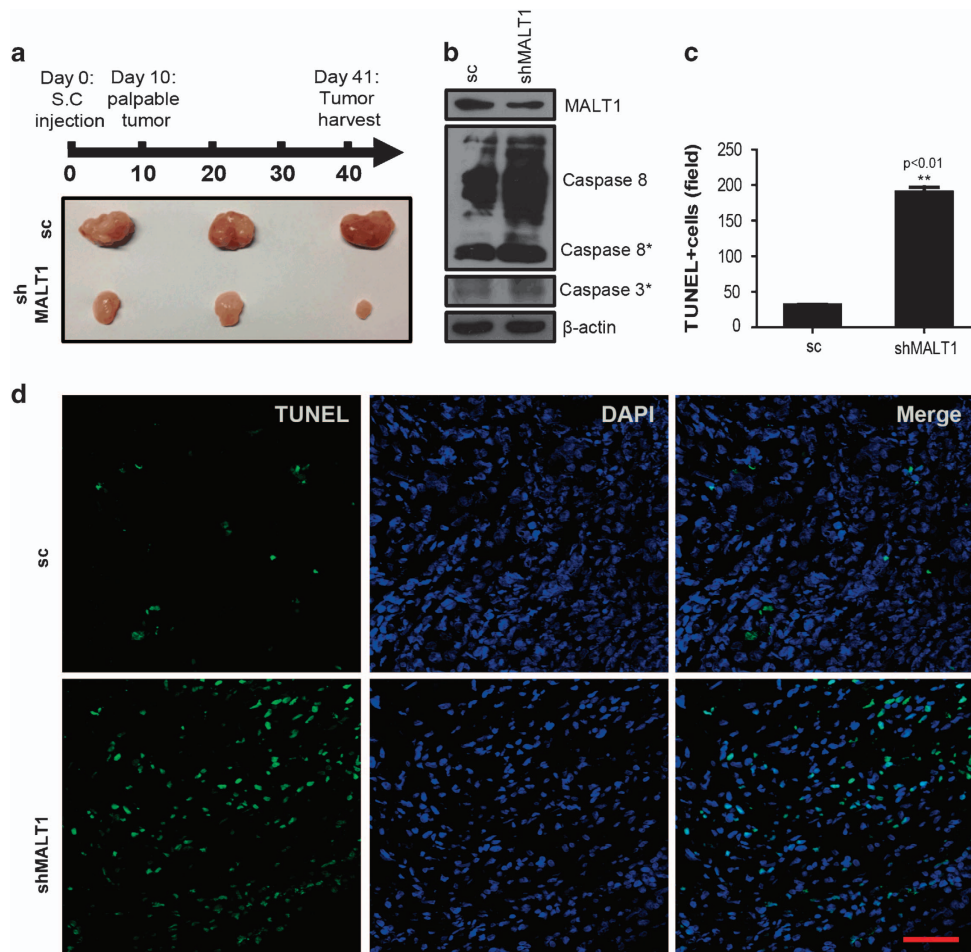 a
Day 0:
S.C
injection
Day 10:
palpable
tumor
Day 41:
Tumor
harvest
0 10 20 30 40
sc
sh
MALT1
b
sc
shMALT1
MALT1
Caspase 8
Caspase 8*
Caspase 3*
β-actin
c
TUNEL+cells (field)
250
200
150
100
50
0
p<0.01
**
sc
shMALT1
d
TUNEL
DAPI
Merge
sc
shMALT1